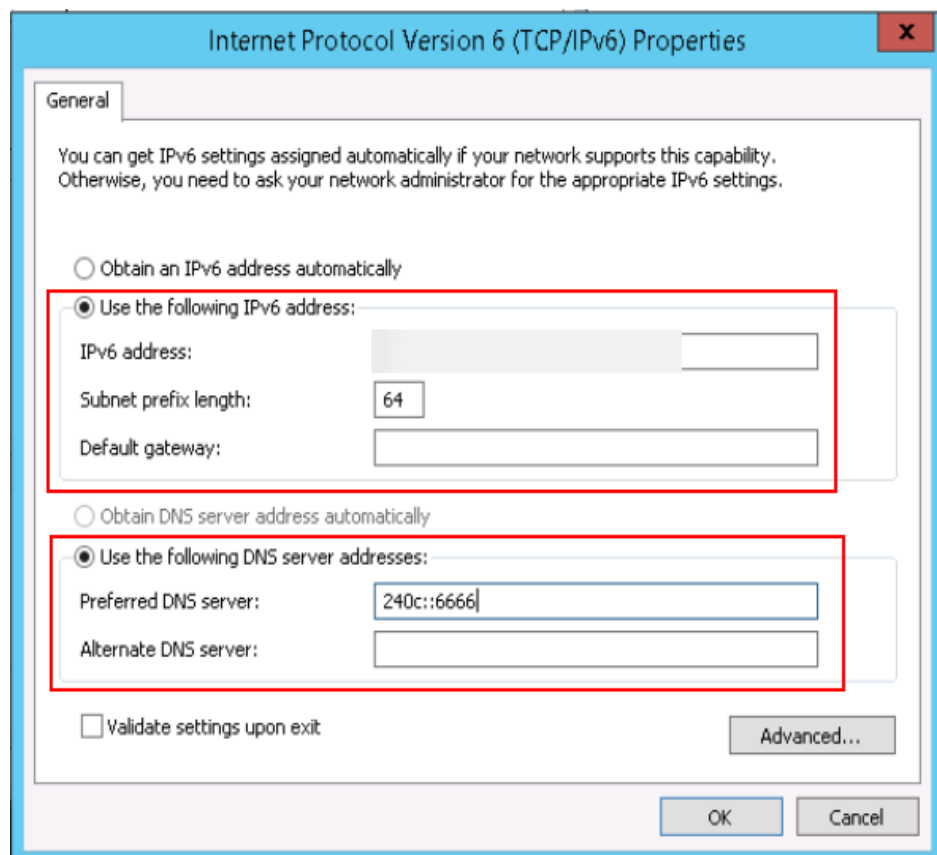 Internet Protocol Version 6 (TCP/IPv6) Properties
x
General
You can get IPv6 settings assigned automatically if your network supports this capability.
Otherwise, you need to ask your network administrator for the appropriate IPv6 settings.
Obtain an IPv6 address automatically
Use the following IPv6 address:
IPv6 address:
Subnet prefix length: 64
Default gateway:
Obtain DNS server address automatically
Use the following DNS server addresses:
Preferred DNS server: 240c::6666
Alternate DNS server:
Validate settings upon exit
Advanced...
OK Cancel